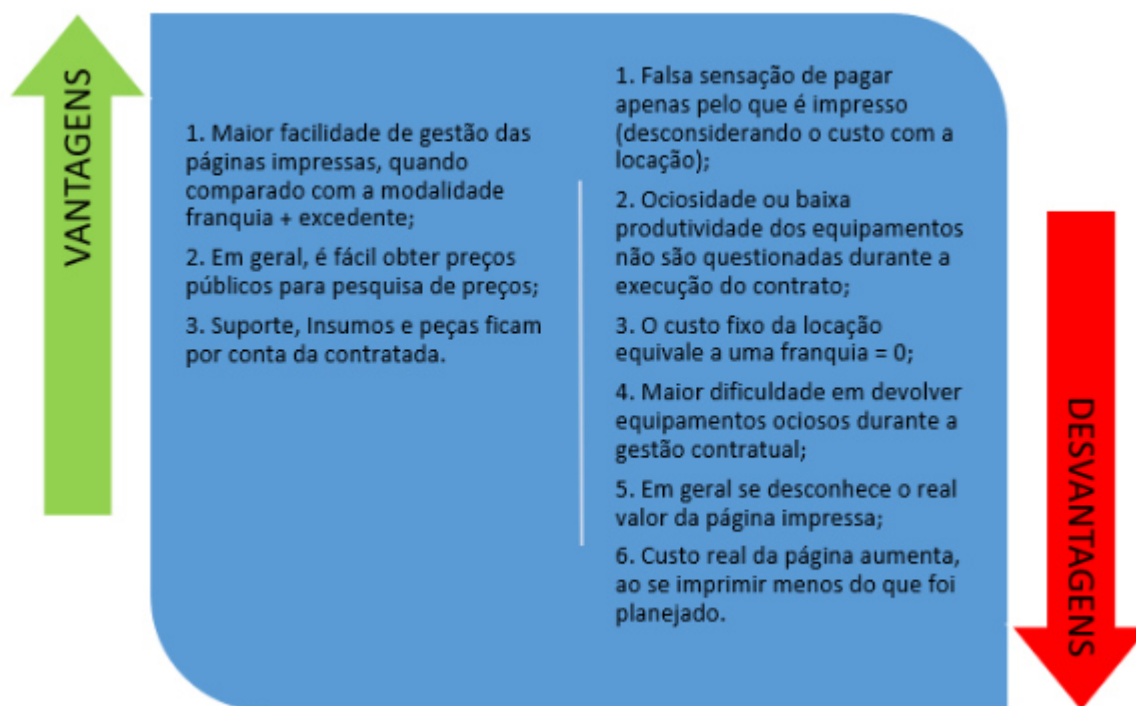 VANTAGENS
1. Maior facilidade de gestão das
páginas impressas, quando
comparado com a modalidade
franquia + excedente;
2. Em geral, é fácil obter preços
públicos para pesquisa de preços;
3. Suporte, Insumos e peças ficam
por conta da contratada.
1. Falsa sensação de pagar
apenas pelo que é impresso
(desconsiderando o custo com a
locação);
2. Ociosidade ou baixa
produtividade dos equipamentos
não são questionadas durante a
execução do contrato;
3. O custo fixo da locação
equivale a uma franquia = 0;
4. Maior dificuldade em devolver
equipamentos ociosos durante a
gestão contratual;
5. Em geral se desconhece o real
valor da página impressa;
6. Custo real da página aumenta,
ao se imprimir menos do que foi
planejado.
DESVANTAGENS